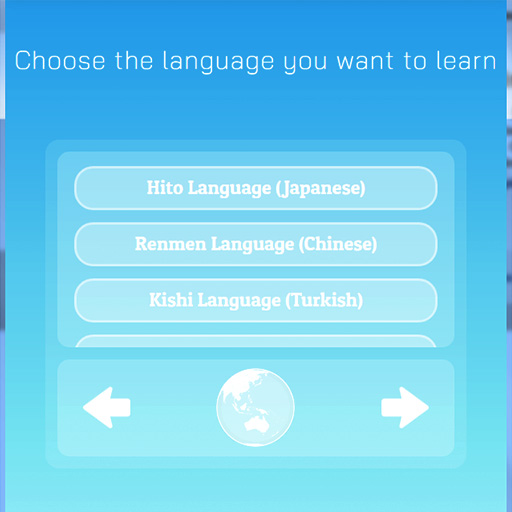 Choose the language you want to learn
Hito Language (Japanese)
Renmen Language (Chinese)
Kishi Language (Turkish)